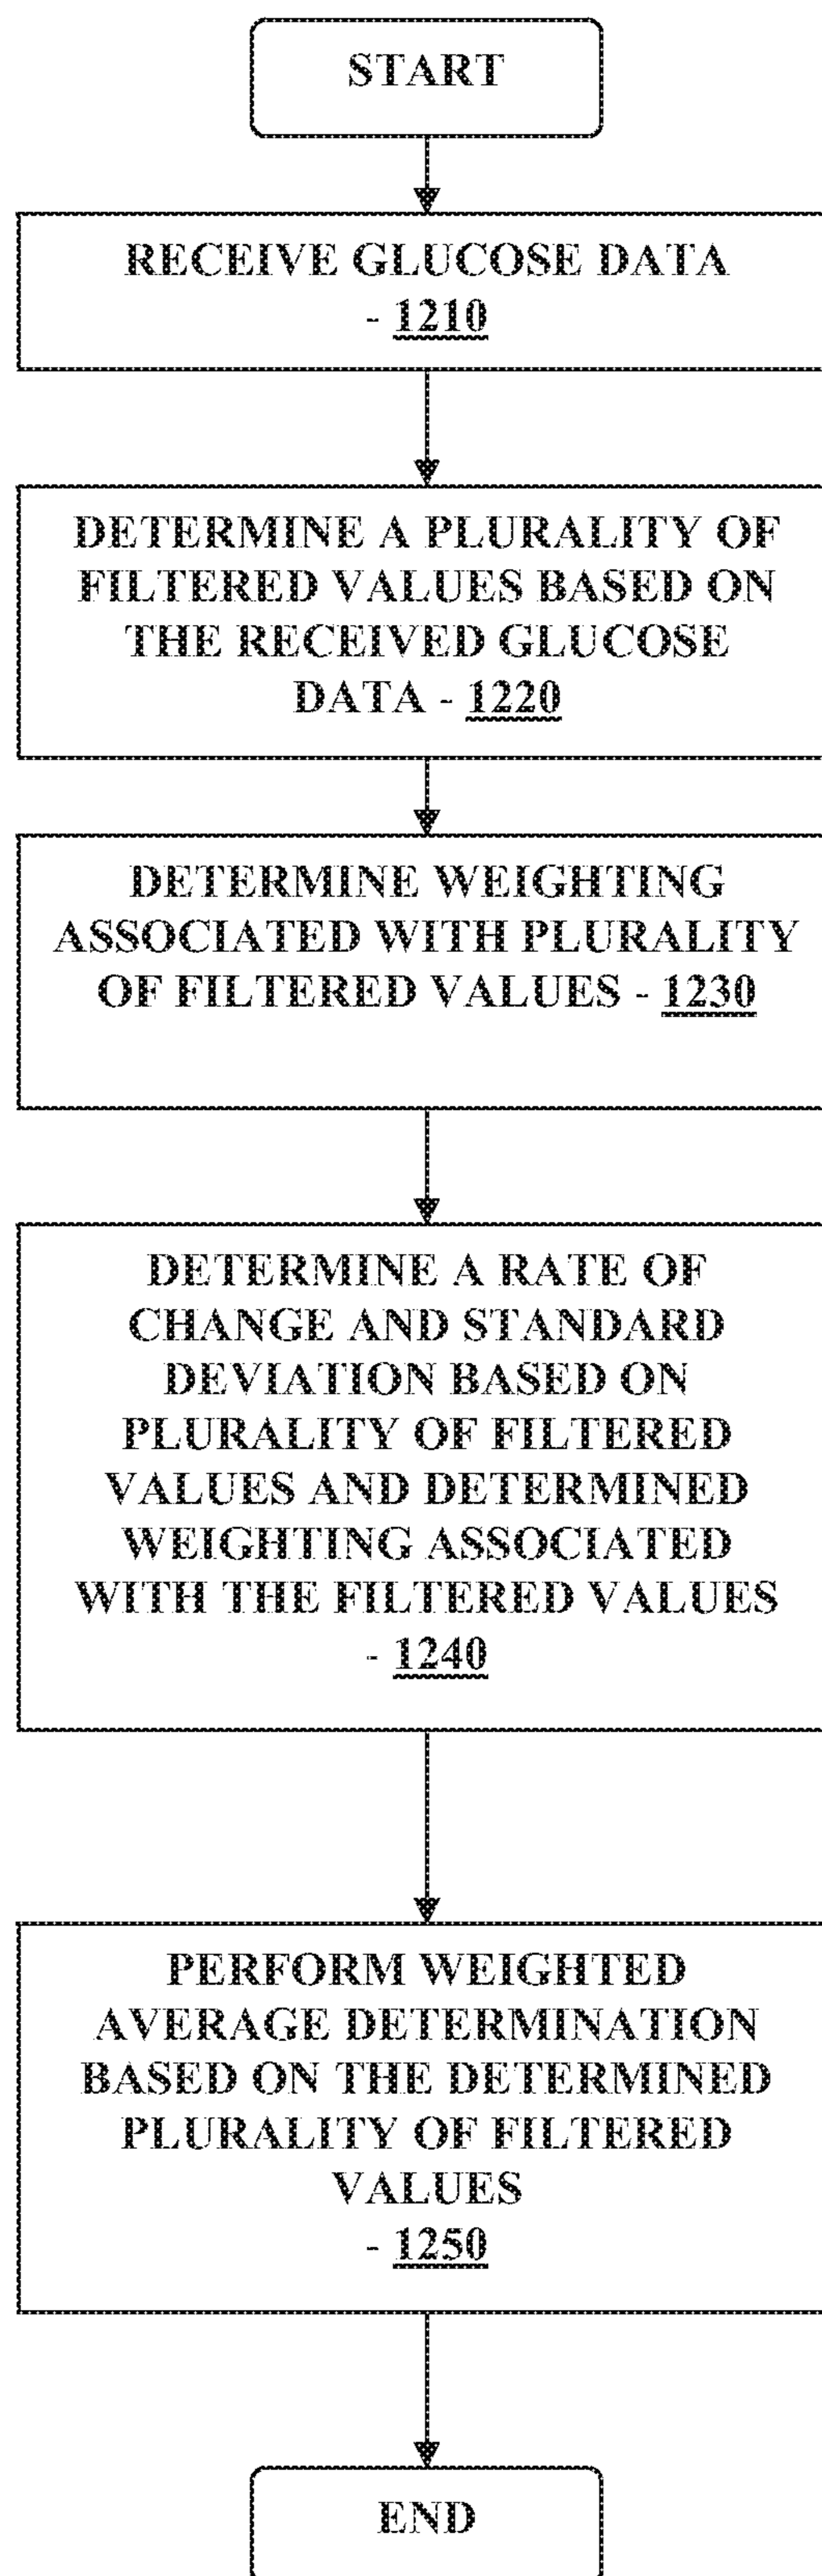 START
RECEIVE GLUCOSE DATA
- 1210
DETERMINE A PLURALITY OF
FILTERED VALUES BASED ON
THE RECEIVED GLUCOSE
DATA - 1220
DETERMINE WEIGHTING
ASSOCIATED WITH PLURALITY
OF FILTERED VALUES - 1230
DETERMINE A RATE OF
CHANGE AND STANDARD
DEVIATION BASED ON
PLURALITY OF FILTERED
VALUES AND DETERMINED
WEIGHTING ASSOCIATED
WITH THE FILTERED VALUES
- 1240
PERFORM WEIGHTED
AVERAGE DETERMINATION
BASED ON THE DETERMINED
PLURALITY OF FILTERED
VALUES
- 1250
END